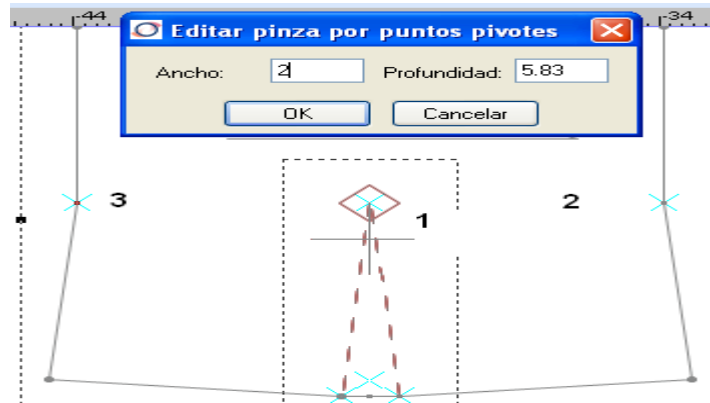 -44
-34
Editar pinza por puntos pivotes
Ancho: 2 Profundidad: 5.83
OK Cancelar
3 1 2